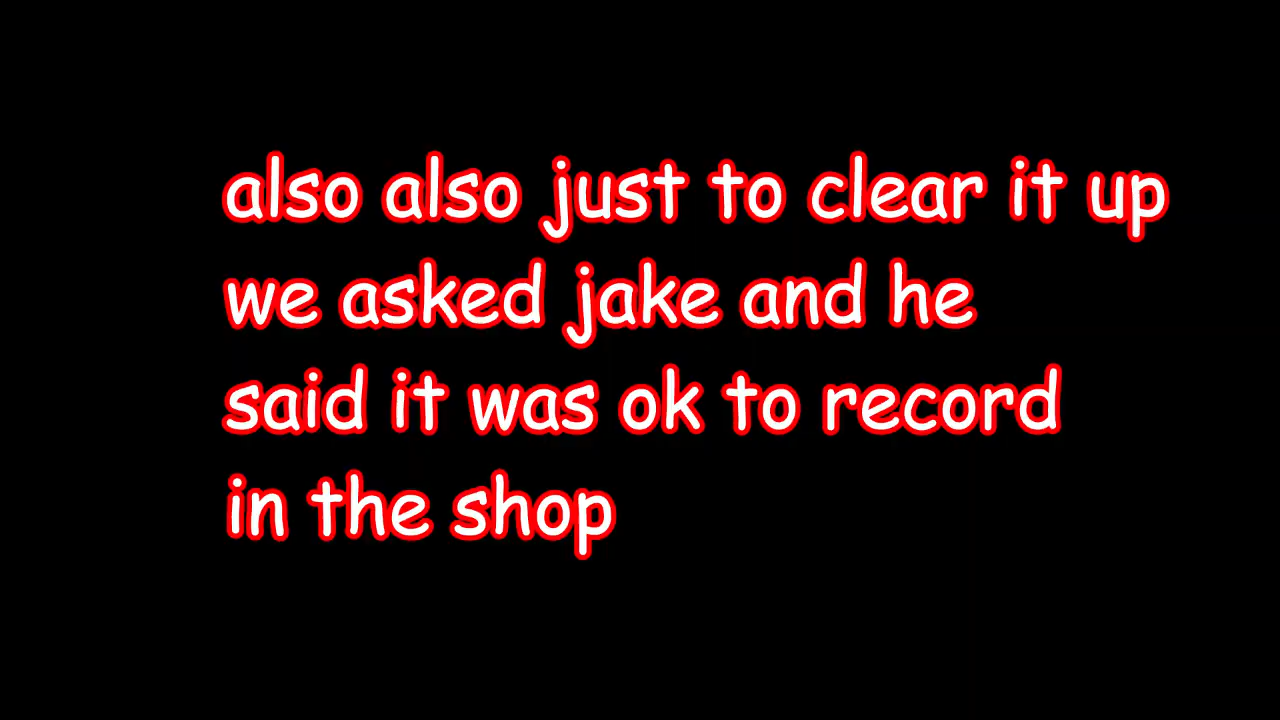 also also just to clear it up
we asked jake and he
said it was ok to record
in the shop